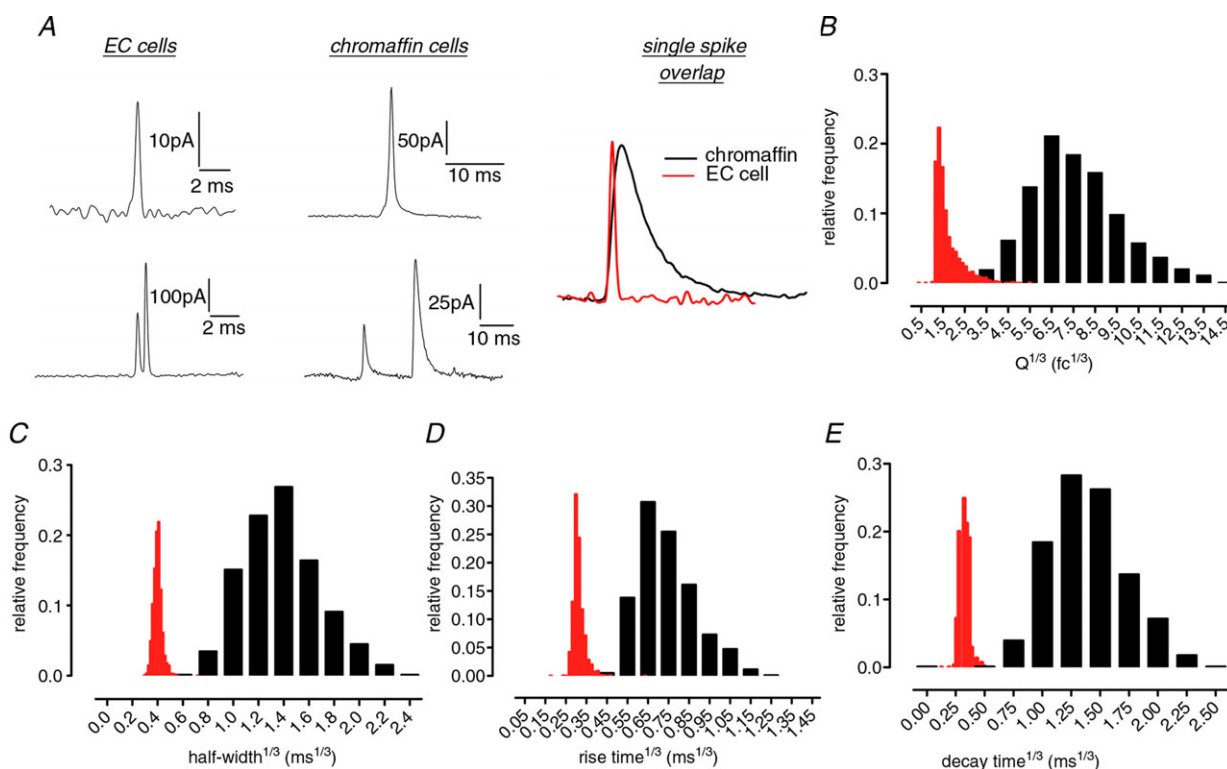 A
EC cells
chromaffin cells
single spike
overlap
10pA
2 ms
50pA
10 ms
chromaffin
EC cell
100pA
2 ms
25pA
10 ms
B
relative frequency
0.3
0.2
0.1
0.0
0.5 1.5 2.5 3.5 4.5 5.5 6.5 7.5 8.5 9.5 10.5 11.5 12.5 13.5 14.5
Q1/3 (fc1/3)
C
relative frequency
0.3
0.2
0.1
0.0
0.0 0.2 0.4 0.6 0.8 1.0 1.2 1.4 1.6 1.8 2.0 2.2 2.4
half-width1/3 (ms1/3)
D
relative frequency
0.35
0.30
0.25
0.20
0.15
0.10
0.05
0.00
0.05 0.15 0.25 0.35 0.45 0.55 0.65 0.75 0.85 0.95 1.05 1.15 1.25 1.35 1.45
rise time1/3 (ms1/3)
E
relative frequency
0.3
0.2
0.1
0.0
0.00 0.25 0.50 0.75 1.00 1.25 1.50 1.75 2.00 2.25 2.50
decay time1/3 (ms1/3)